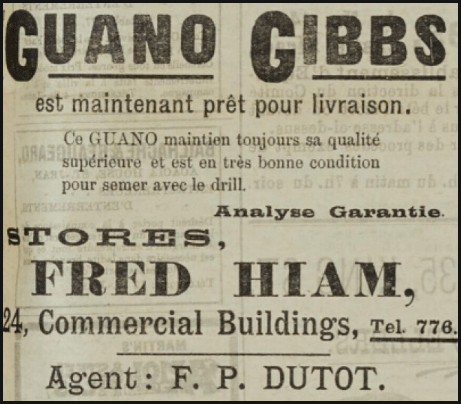 GUANO GIBBS
est maintenant prêt pour livraison.
Ce GUANO maintien toujours sa qualité
supérieure et est en très bonne condition
pour semer avec le drill.
Analyse Garantie.
STORES,
FRED HIAM,
24, Commercial Buildings, Tel. 776.
Agent: F. P. DUTOT.